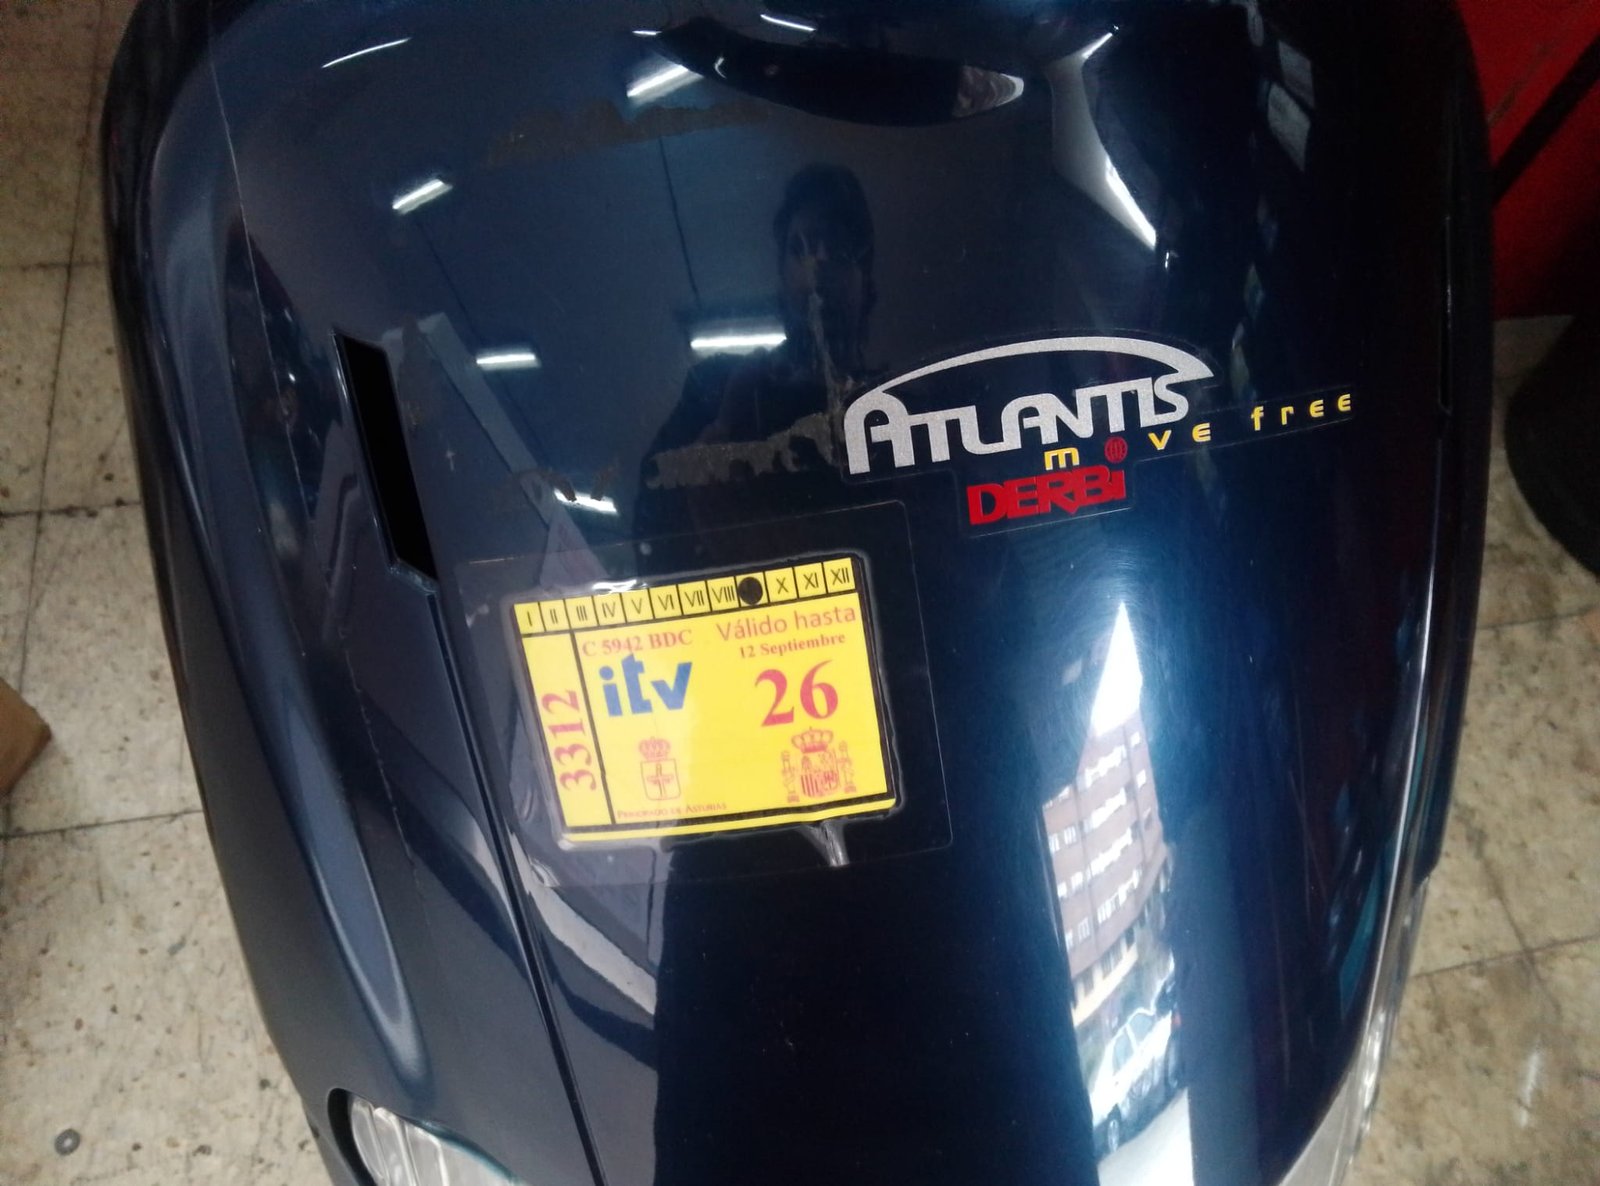 ATLANTIS
move free
DERBi
I II III IV V VI VII VIII X XI XII
C 5942 BDC Válido hasta
12 Septiembre
itv 26
3312
PRINCIPADO DE ASTURIAS